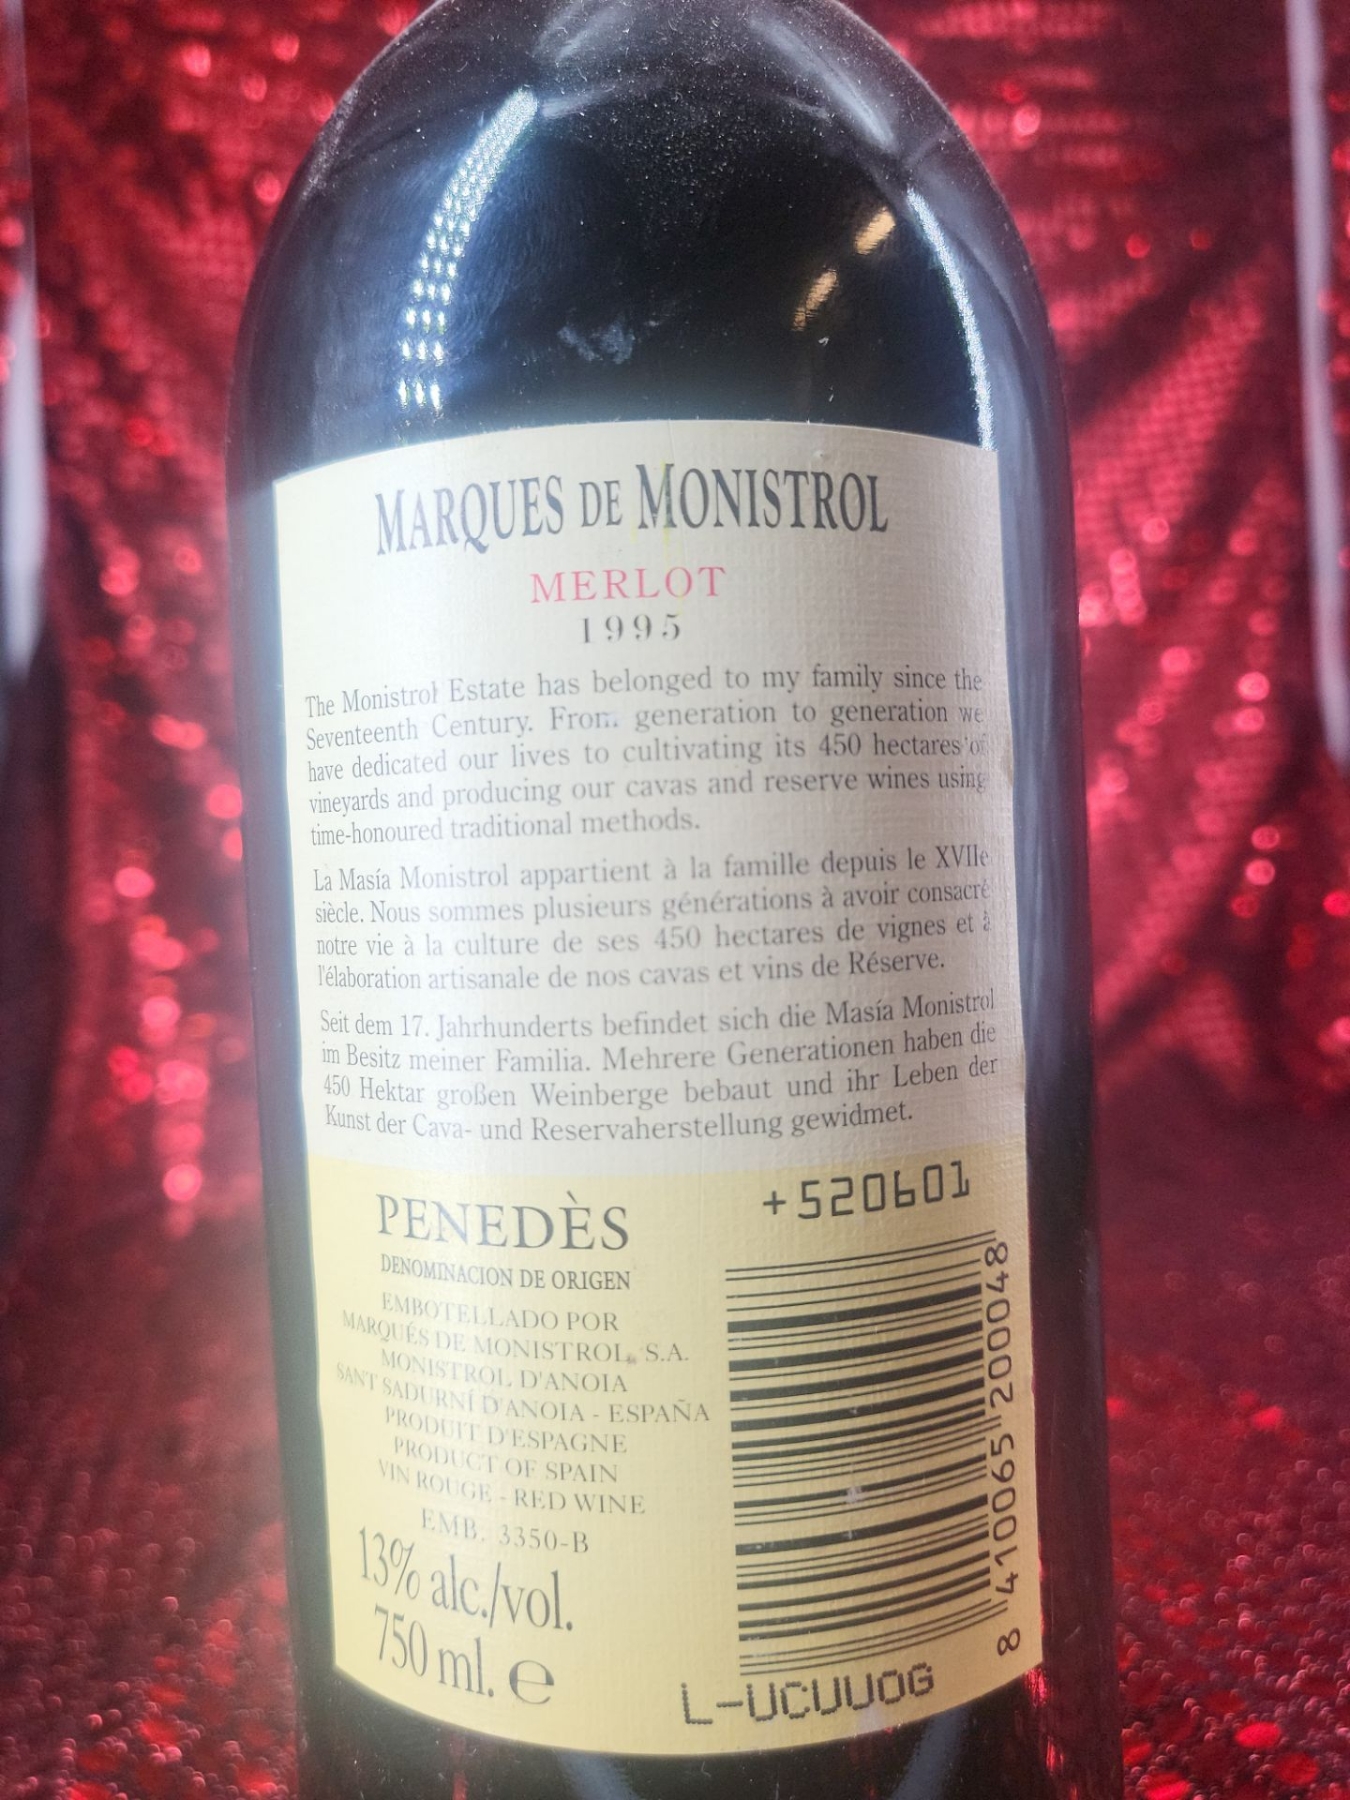 MARQUES DE MONISTROL
MERLOT
1995
The Monistrol Estate has belonged to my family since the
Seventeenth Century. From generation to generation we
have dedicated our lives to cultivating its 450 hectares of
vineyards and producing our cavas and reserve wines using
time-honoured traditional methods.
La Masía Monistrol appartient à la famille depuis le XVIIe
siècle. Nous sommes plusieurs générations à avoir consacré
notre vie à la culture de ses 450 hectares de vignes et à
l'élaboration artisanale de nos cavas et vins de Réserve.
Seit dem 17. Jahrhunderts befindet sich die Masía Monistrol
im Besitz meiner Familia. Mehrere Generationen haben die
450 Hektar großen Weinberge bebaut und ihr Leben der
Kunst der Cava- und Reservaherstellung gewidmet.
PENEDÈS
DENOMINACION DE ORIGEN
EMBOTELLADO POR
MARQUÉS DE MONISTROL, S.A.
MONISTROL D'ANOIA
SANT SADURNÍ D'ANOIA - ESPAÑA
PRODUIT D'ESPAGNE
PRODUCT OF SPAIN
VIN ROUGE - RED WINE
EMB. 3350-B
13% alc./vol.
750 ml. e
+520601
8 410065 200048
L-UCUUOG